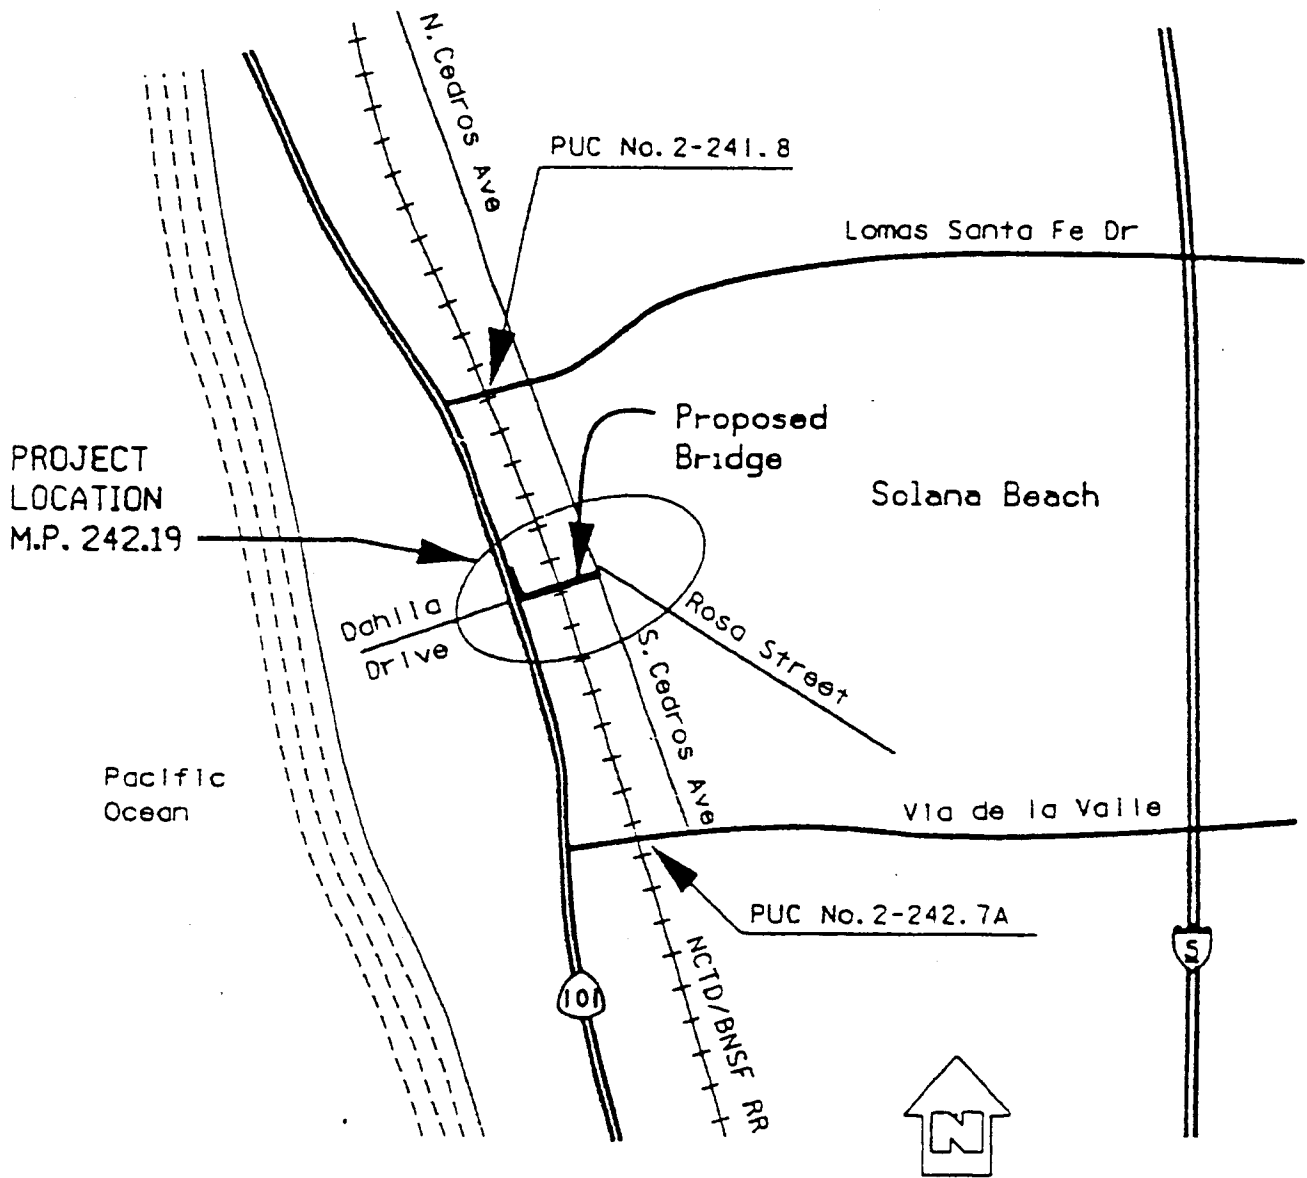 N. Cedros Ave
PUC No. 2-241.8
Lomas Santa Fe Dr
Proposed
Bridge
PROJECT
LOCATION
M.P. 242.19
Solana Beach
Dahlia
Drive
Rosa Street
S. Cedros Ave
Pacific
Ocean
Via de la Valle
PUC No. 2-242.7A
NCTD/BNSF RR
101
5
N